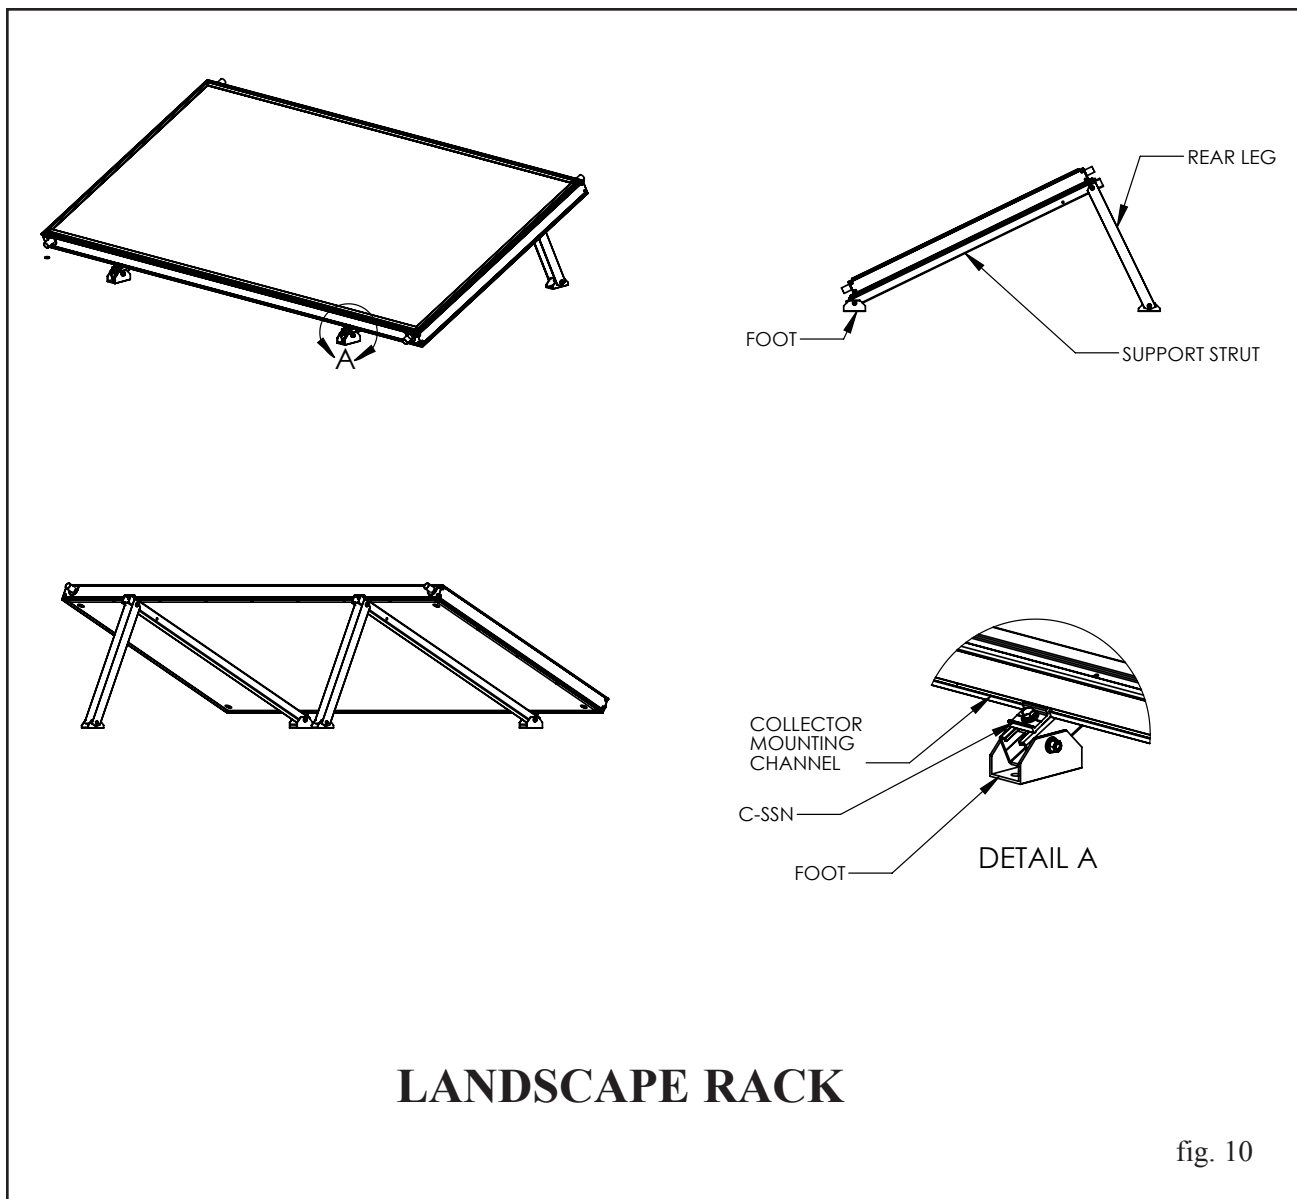 A
REAR LEG
FOOT
SUPPORT STRUT
COLLECTOR
MOUNTING
CHANNEL
C-SSN
FOOT
DETAIL A
LANDSCAPE RACK
fig. 10